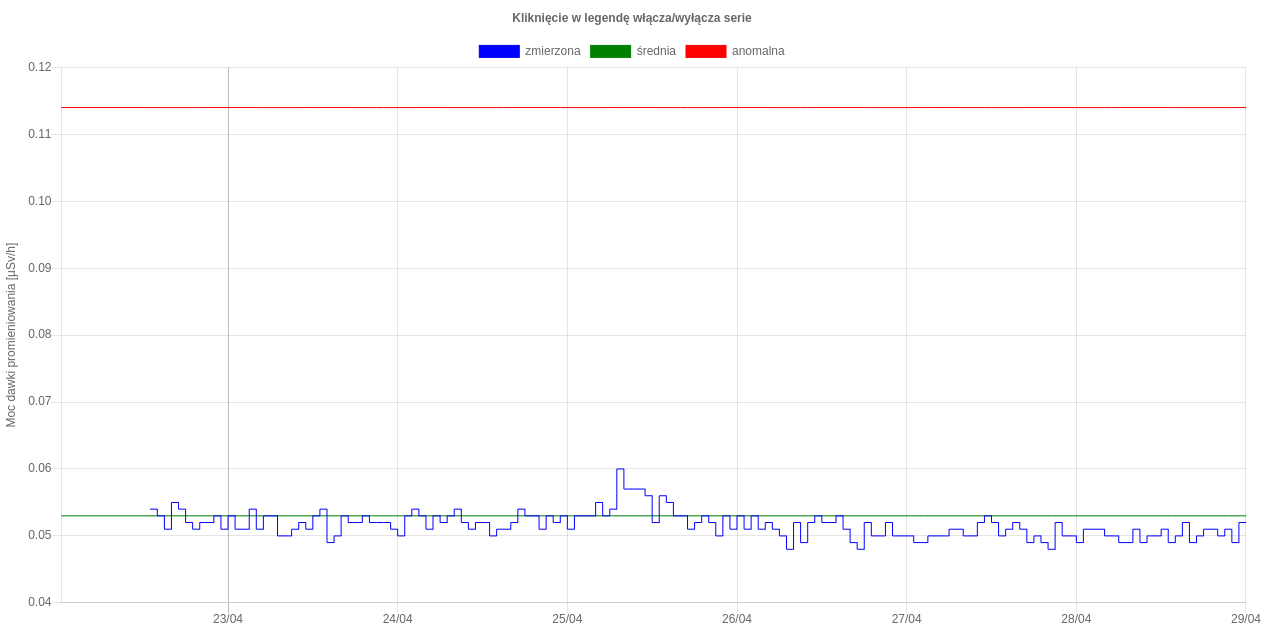 Kliknięcie w legendę włącza/wyłącza serie
zmierzona średnia anomalna
Moc dawki promieniowania [µSv/h]
0.12
0.11
0.10
0.09
0.08
0.07
0.06
0.05
0.04
23/04 24/04 25/04 26/04 27/04 28/04 29/04